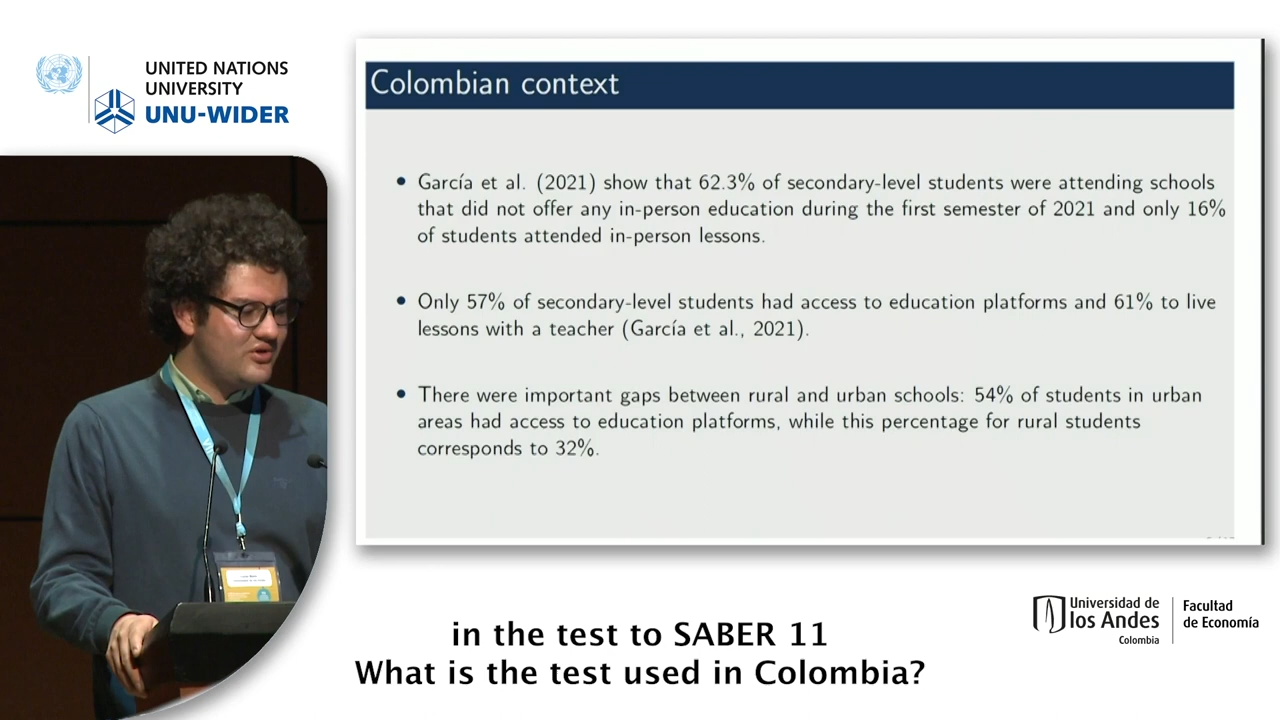 UNITED NATIONS
UNIVERSITY
UNU-WIDER
Colombian context
• García et al. (2021) show that 62.3% of secondary-level students were attending schools
that did not offer any in-person education during the first semester of 2021 and only 16%
of students attended in-person lessons.
• Only 57% of secondary-level students had access to education platforms and 61% to live
lessons with a teacher (García et al., 2021).
• There were important gaps between rural and urban schools: 54% of students in urban
areas had access to education platforms, while this percentage for rural students
corresponds to 32%.
in the test to SABER 11
What is the test used in Colombia?
Universidad de
los Andes
Colombia
Facultad
de Economía